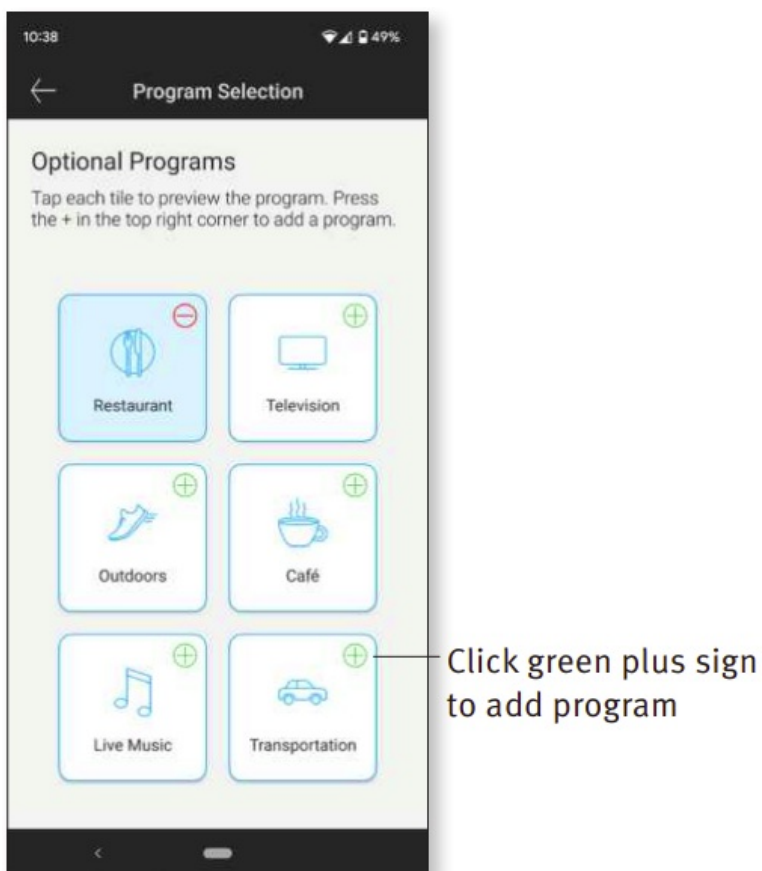 10:38 49%
Program Selection
Optional Programs
Tap each tile to preview the program. Press
the + in the top right corner to add a program.
Restaurant Television
Outdoors Café
Live Music Transportation
Click green plus sign
to add program